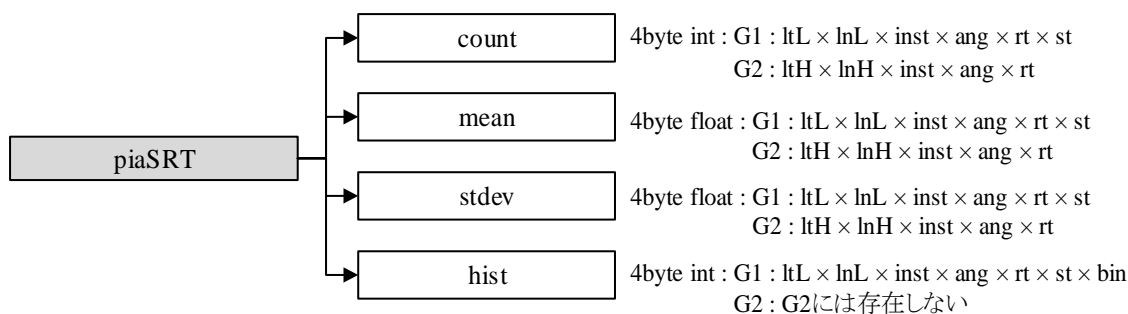 piaSRT
count
4byte int : G1 : ltL × lnL × inst × ang × rt × st
G2 : ltH × lnH × inst × ang × rt
mean
4byte float : G1 : ltL × lnL × inst × ang × rt × st
G2 : ltH × lnH × inst × ang × rt
stdev
4byte float : G1 : ltL × lnL × inst × ang × rt × st
G2 : ltH × lnH × inst × ang × rt
hist
4byte int : G1 : ltL × lnL × inst × ang × rt × st × bin
G2 : G2には存在しない